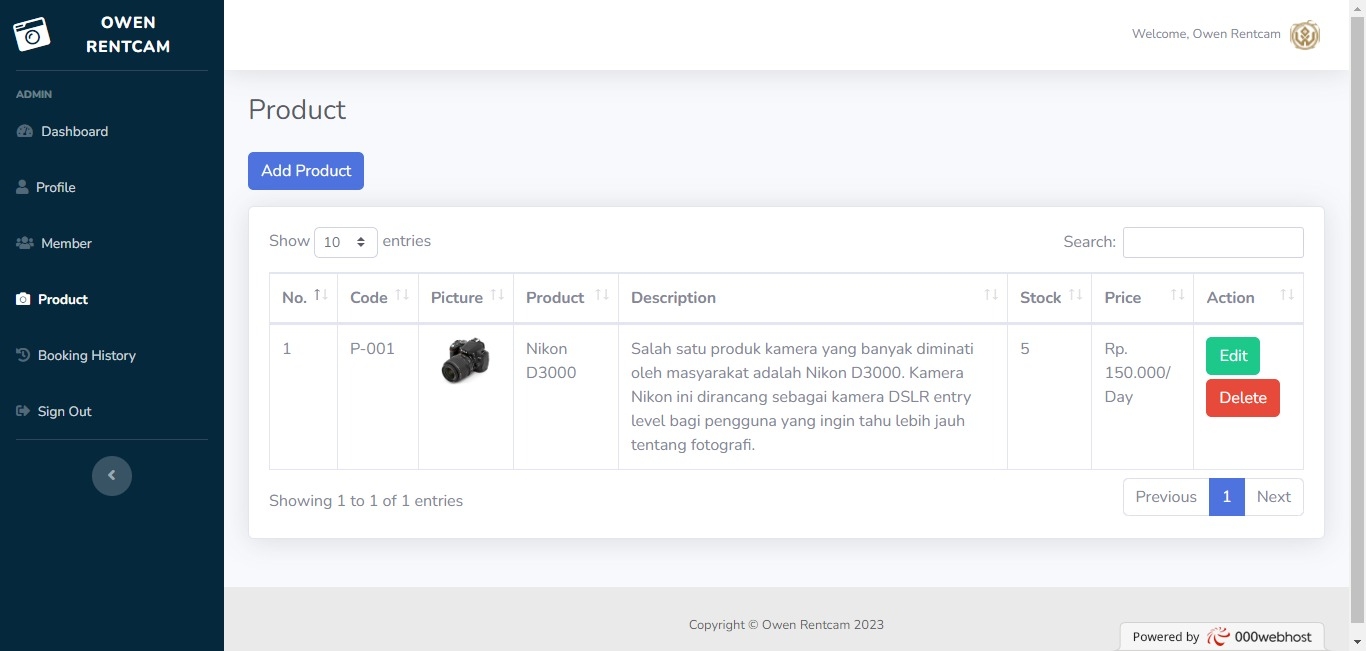 OWEN
RENTCAM
Welcome, Owen Rentcam
ADMIN
Dashboard
Profile
Member
Product
Booking History
Sign Out
Product
Add Product
Show 10 entries
Search:
No. Code Picture Product Description Stock Price Action
1 P-001 Nikon D3000 Salah satu produk kamera yang banyak diminati
oleh masyarakat adalah Nikon D3000. Kamera
Nikon ini dirancang sebagai kamera DSLR entry
level bagi pengguna yang ingin tahu lebih jauh
tentang fotografi.
5
Rp.
150.000/
Day
Edit
Delete
Showing 1 to 1 of 1 entries
Previous 1 Next
Copyright © Owen Rentcam 2023
Powered by 000webhost